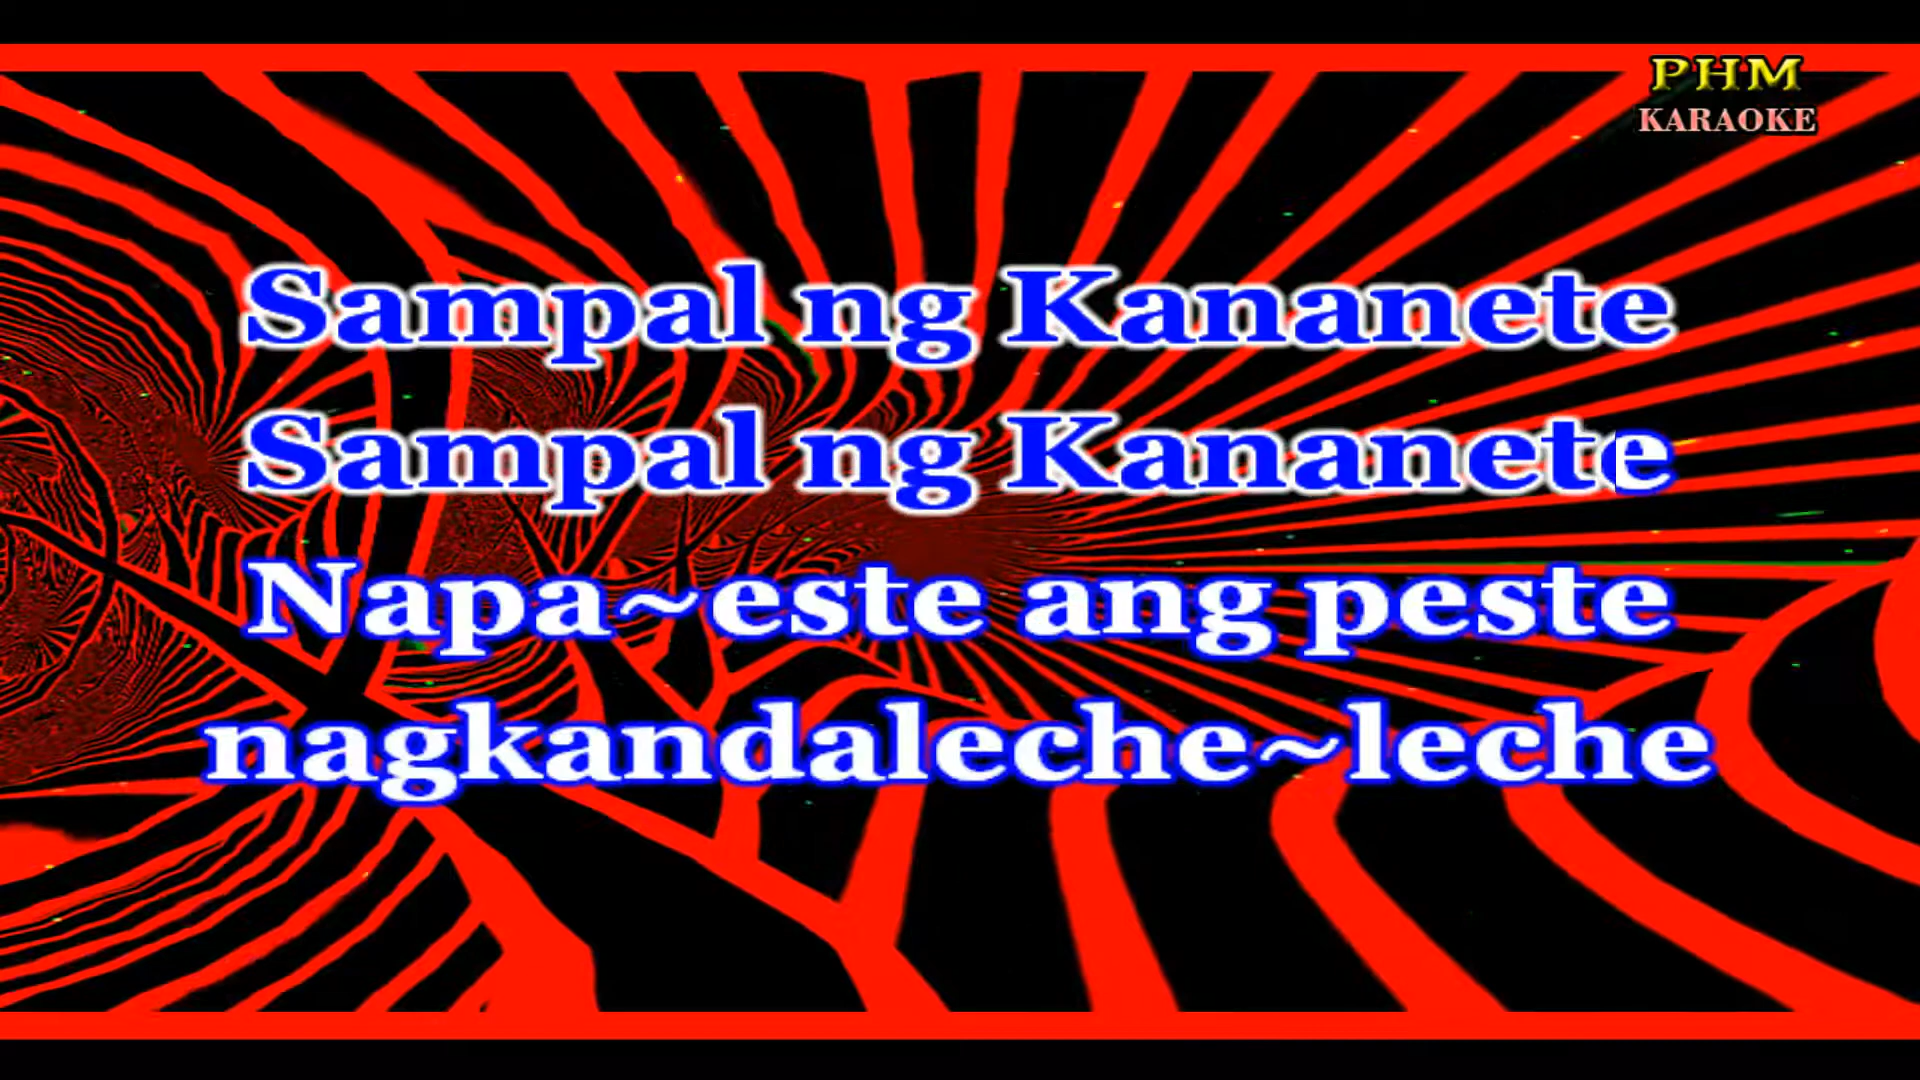 PHM
KARAOKE
Sampal ng Kananete
Sampal ng Kananete
Napa~este ang peste
nagkandaleche~leche